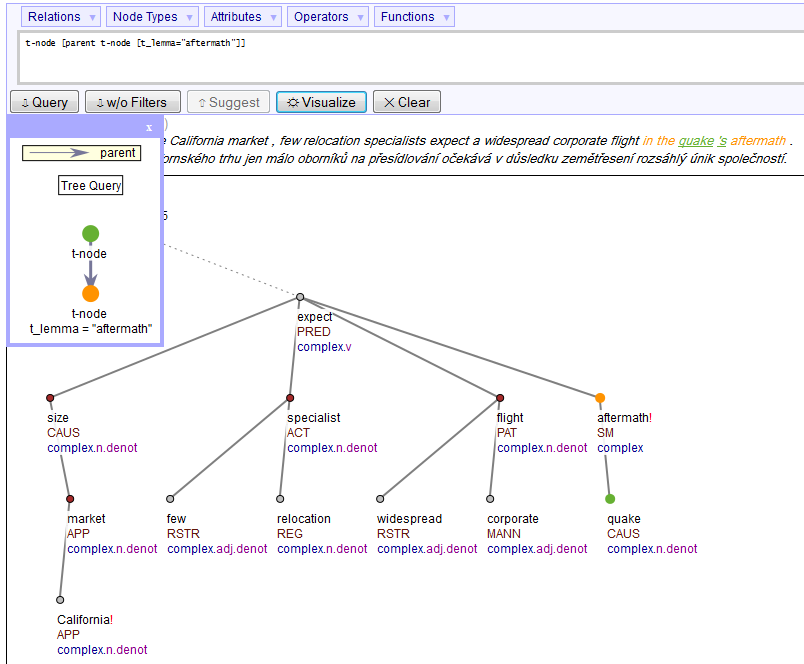 Relations Node Types Attributes Operators Functions
t-node [parent t-node [t_lemma="aftermath"]]
Query w/o Filters Suggest Visualize Clear
x
parent
Tree Query
t-node
t-node
t_lemma = "aftermath"
California market , few relocation specialists expect a widespread corporate flight in the quake 's aftermath .
trhu jen málo oborníků na přesídlování očekává v důsledku zemětřesení rozsáhlý únik společností.
expect
PRED
complex.v
size specialist flight aftermath!
CAUS ACT PAT SM
complex.n.denot complex.n.denot complex.n.denot complex
market few relocation widespread corporate quake
APP RSTR REG RSTR MANN CAUS
complex.n.denot complex.adj.denot complex.n.denot complex.adj.denot complex.adj.denot complex.n.denot
California!
APP
complex.n.denot